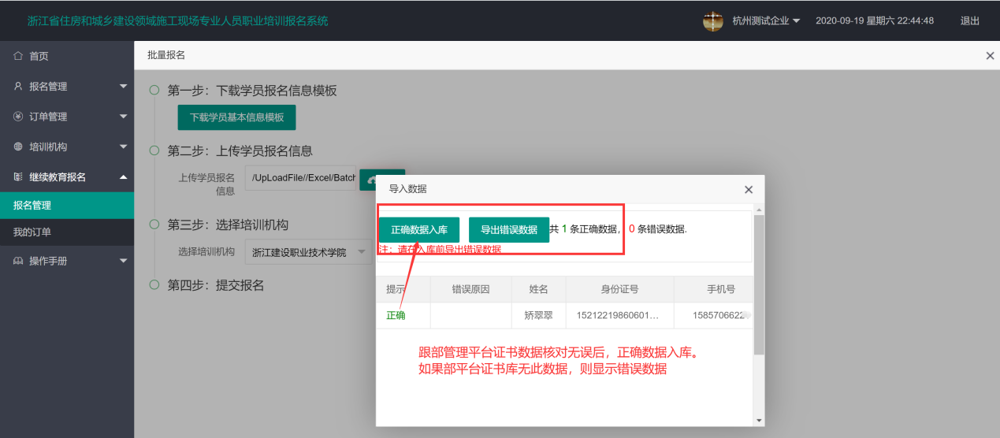 浙江省住房和城乡建设领域施工现场专业人员职业培训报名系统
杭州测试企业
2020-09-19 星期六 22:44:48
退出
首页
报名管理
订单管理
培训机构
继续教育报名
报名管理
我的订单
操作手册
批量报名
第一步：下载学员报名信息模板
下载学员基本信息模板
第二步：上传学员报名信息
上传学员报名信息
/UpLoadFile//Excel/Batch
第三步：选择培训机构
选择培训机构
浙江建设职业技术学院
第四步：提交报名
导入数据
正确数据入库 导出错误数据 共 1 条正确数据，0 条错误数据.
注：请在入库前导出错误数据
提示 错误原因 姓名 身份证号 手机号
正确 矫翠翠 15212219860601... 1585706622
跟部管理平台证书数据核对无误后，正确数据入库。
如果部平台证书库无此数据，则显示错误数据